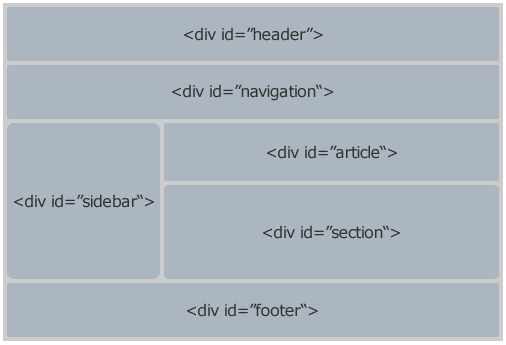 <div id=”header”>
<div id=”navigation“>
<div id=”article“>
<div id=”sidebar“>
<div id=”section“>
<div id=”footer“>